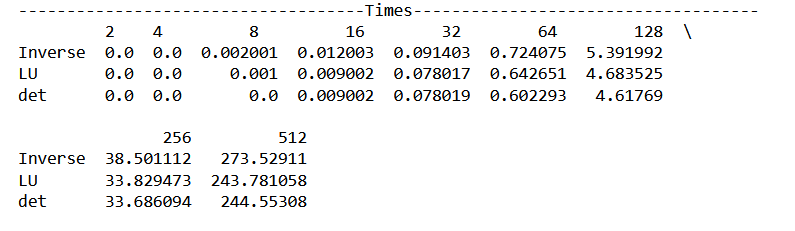 -----------------------------------Times-----------------------------------
         2    4         8        16        32        64       128  \
Inverse  0.0  0.0  0.002001  0.012003  0.091403  0.724075  5.391992
LU       0.0  0.0     0.001  0.009002  0.078017  0.642651  4.683525
det      0.0  0.0       0.0  0.009002  0.078019  0.602293   4.61769
               256         512
Inverse  38.501112   273.52911
LU       33.829473  243.781058
det      33.686094   244.55308